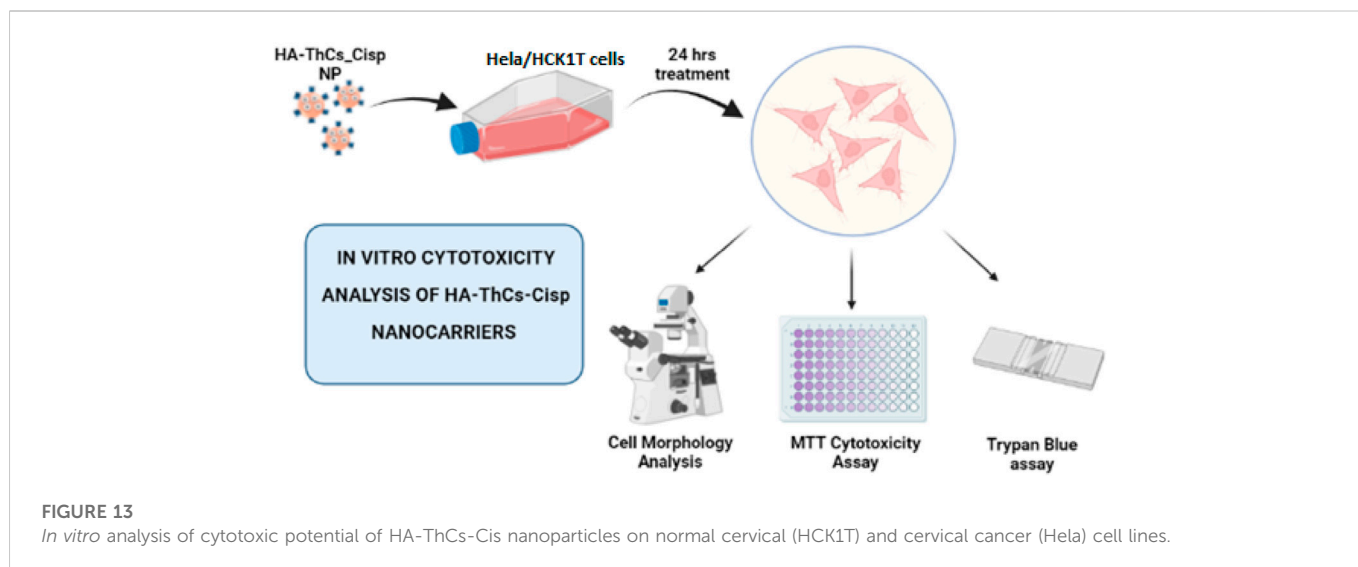 HA-ThCs_Cisp
NP
Hela/HCK1T cells
24 hrs
treatment
IN VITRO CYTOTOXICITY
ANALYSIS OF HA-ThCs-Cisp
NANOCARRIERS
Cell Morphology
Analysis
MTT Cytotoxicity
Assay
Trypan Blue
assay
FIGURE 13
In vitro analysis of cytotoxic potential of HA-ThCs-Cis nanoparticles on normal cervical (HCK1T) and cervical cancer (Hela) cell lines.